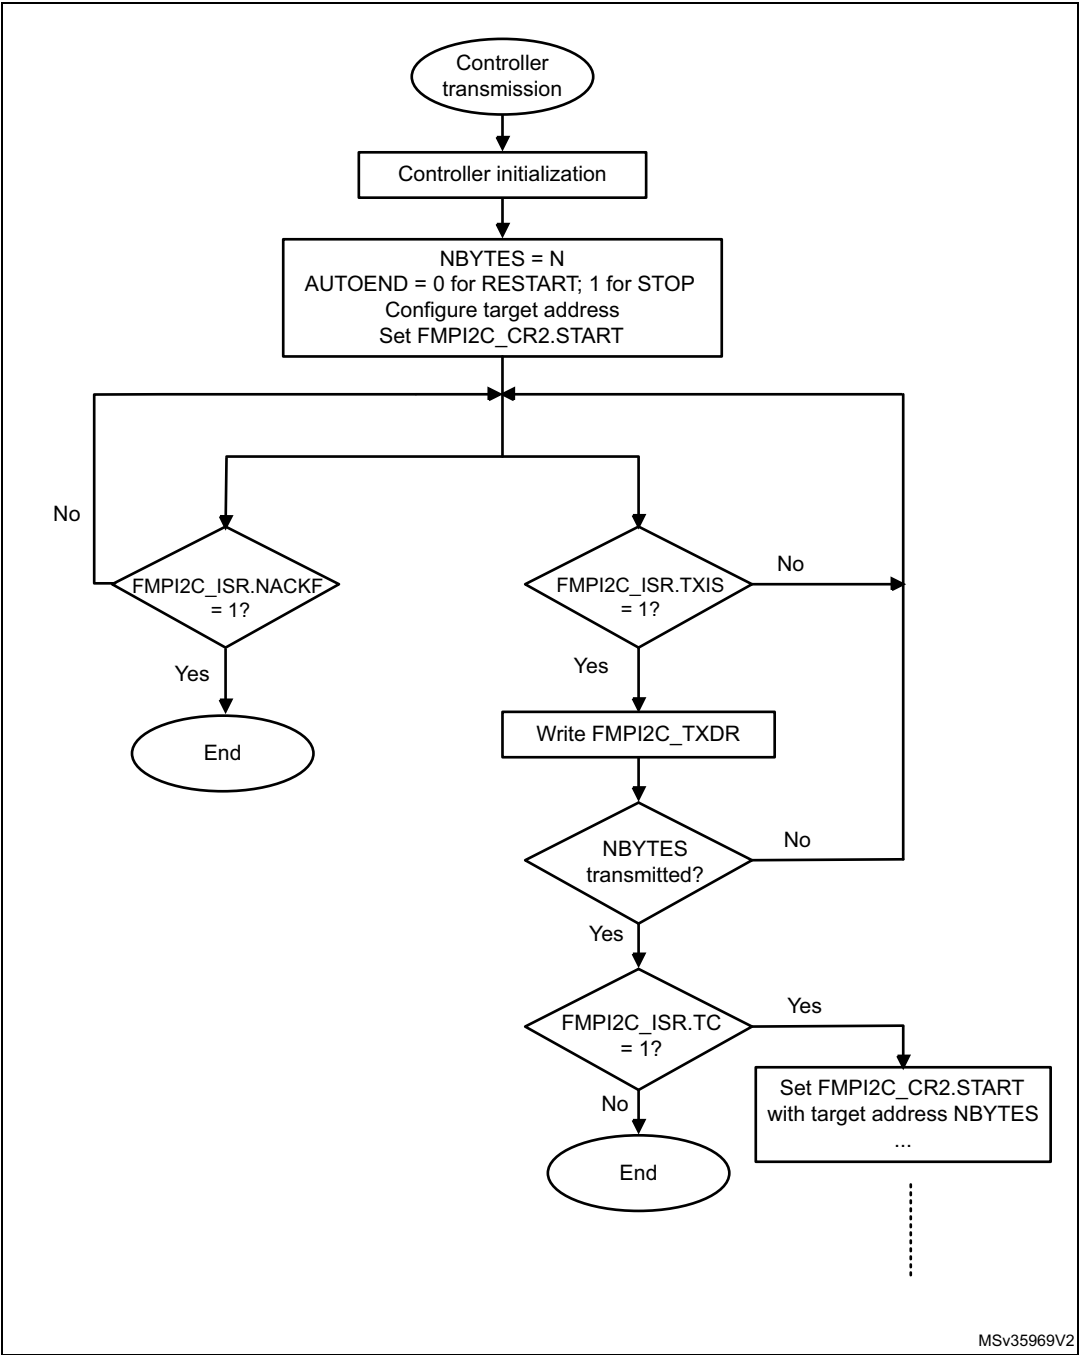 Controller
transmission
Controller initialization
NBYTES = N
AUTOEND = 0 for RESTART; 1 for STOP
Configure target address
Set FMPI2C_CR2.START
No
FMPI2C_ISR.NACKF
= 1?
Yes
End
FMPI2C_ISR.TXIS
= 1?
No
Yes
Write FMPI2C_TXDR
NBYTES
transmitted?
No
Yes
FMPI2C_ISR.TC
= 1?
Yes
Set FMPI2C_CR2.START
with target address NBYTES
...
No
End
MSv35969V2